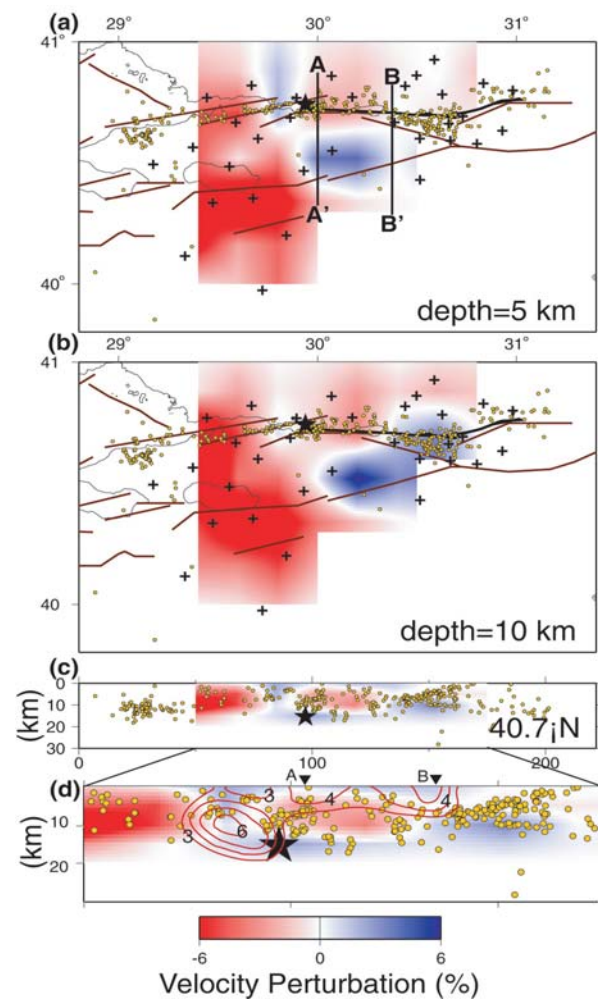 29° 30° 31°
(a)
41°
A B
A' B'
40°
depth=5 km
29 30 31
(b)
41
40
depth=10 km
(c)
0
10
20
30
(km)
40.7¡N
0 100 200
(d)
A B
3 4 4
3 6
10
20
(km)
-6 0 6
Velocity Perturbation (%)